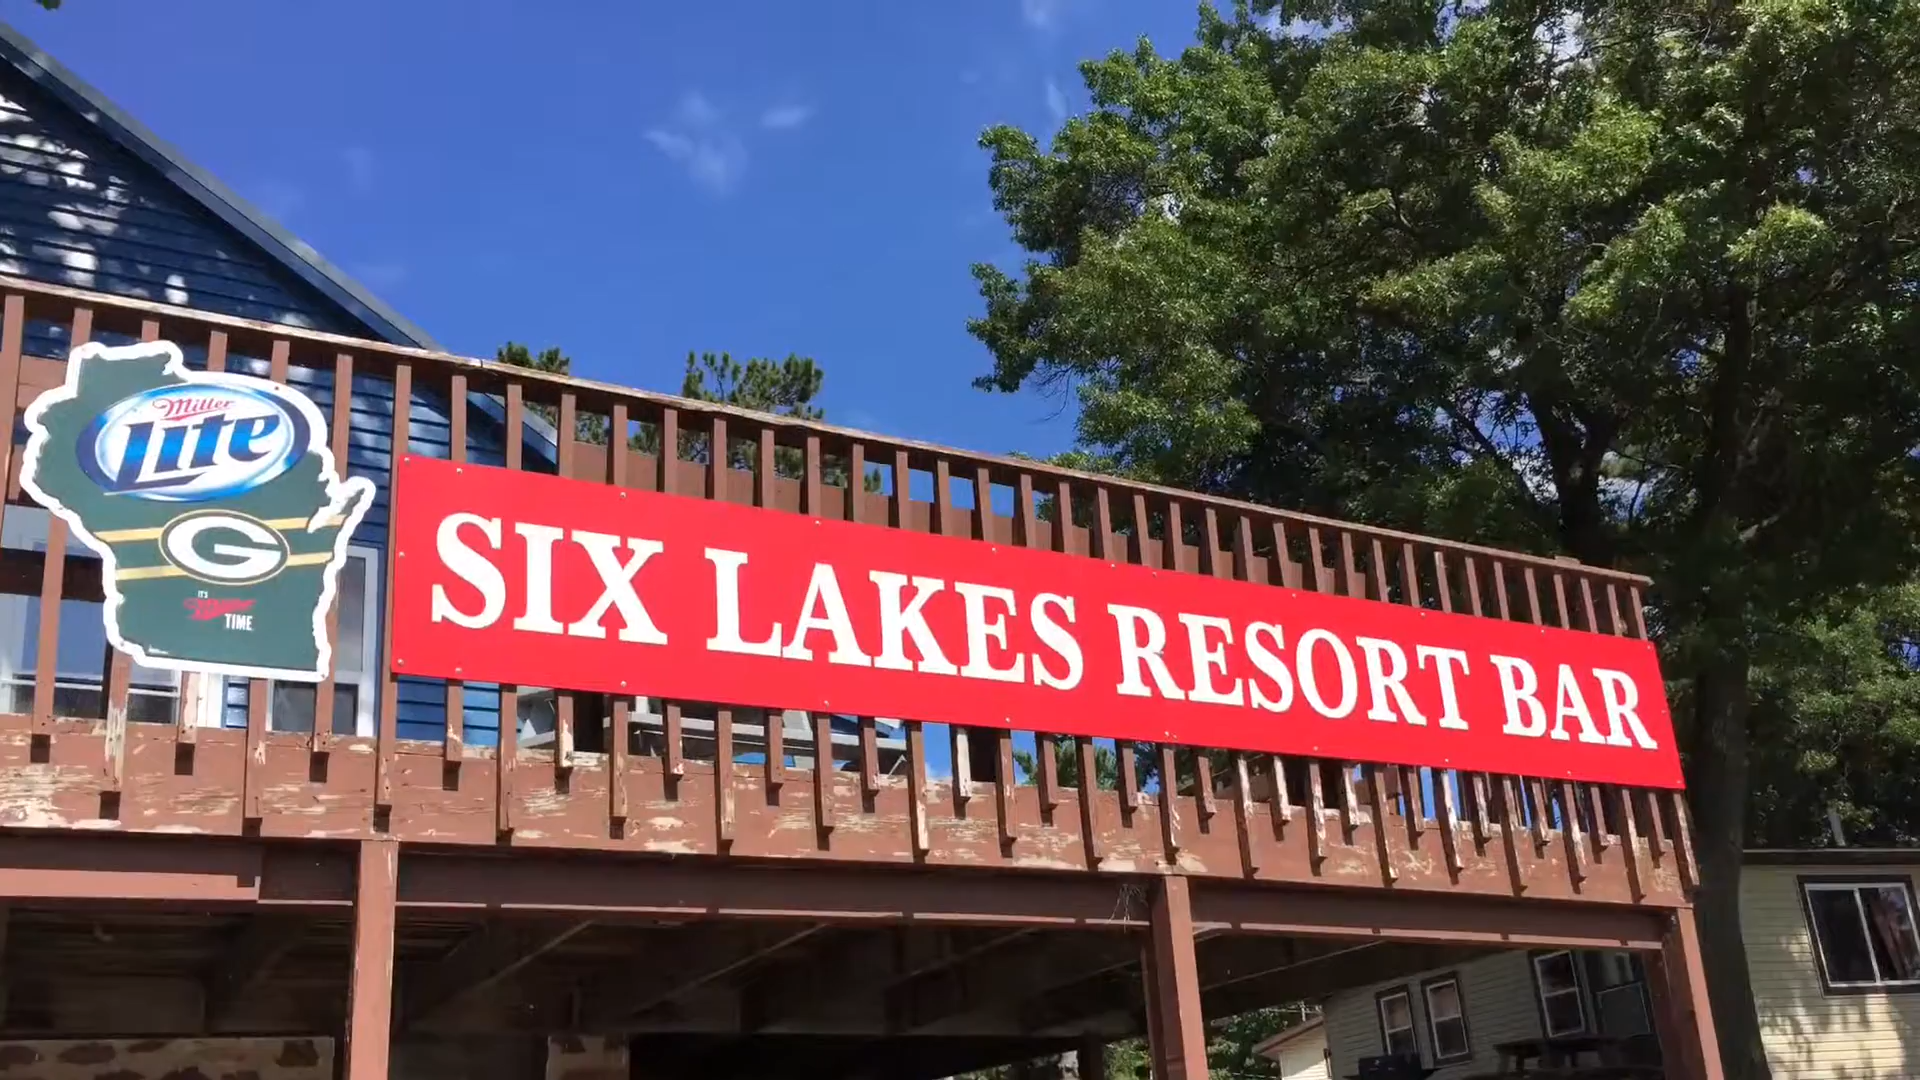 Miller
Lite
G
IT'S
Miller
TIME
SIX LAKES RESORT BAR